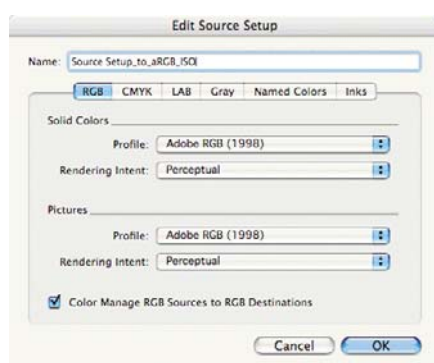 Edit Source Setup
Name: Source Setup_to_aRGB_ISO
RGB CMYK LAB Gray Named Colors Inks
Solid Colors
Profile: Adobe RGB (1998)
Rendering Intent: Perceptual
Pictures
Profile: Adobe RGB (1998)
Rendering Intent: Perceptual
Color Manage RGB Sources to RGB Destinations
Cancel OK